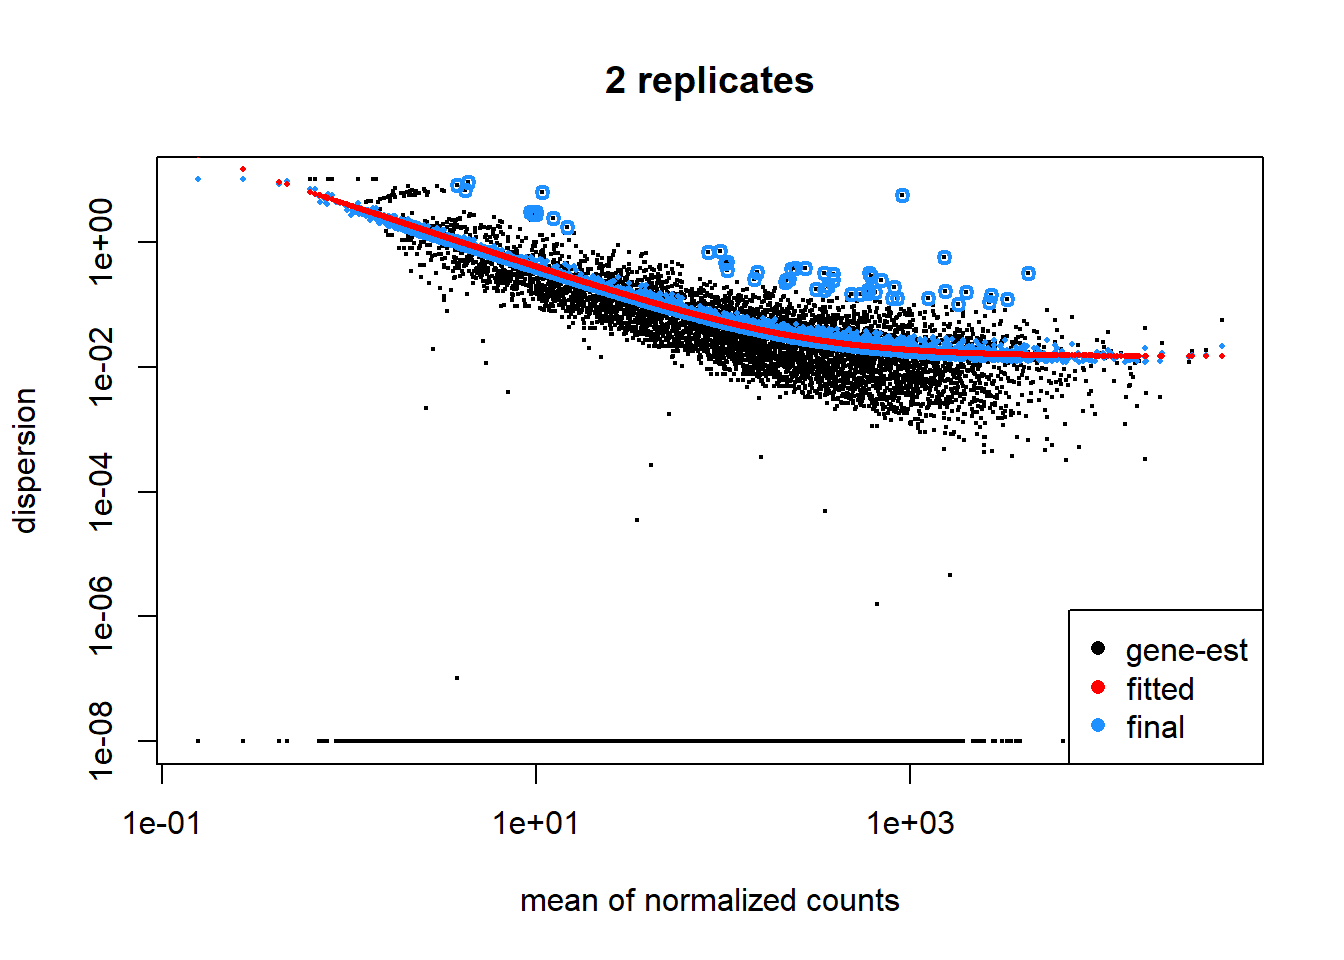 2 replicates
dispersion
1e+00
1e-02
1e-04
1e-06
1e-08
gene-est
fitted
final
1e-01
1e+01
1e+03
mean of normalized counts